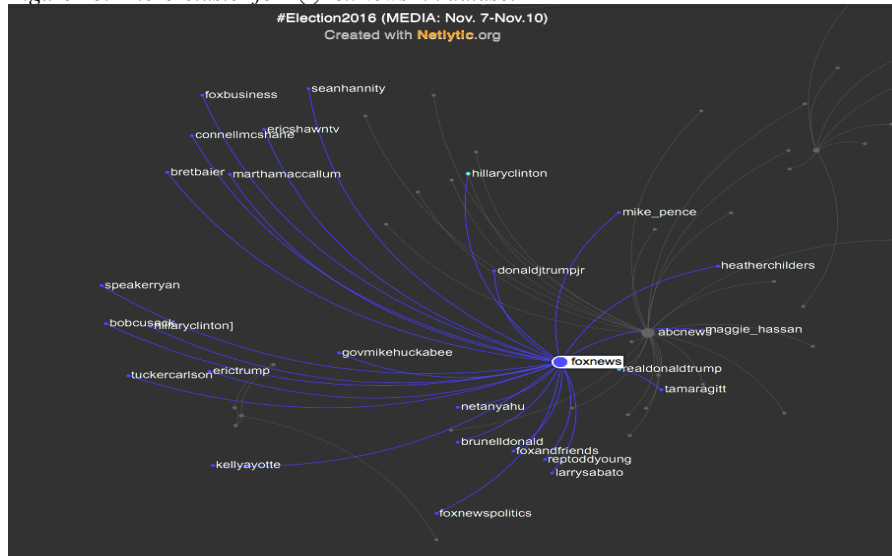 #Election2016 (MEDIA: Nov. 7-Nov.10)
Created with Netlytic.org
seanhannity
foxbusiness
ericshawntv
connellmcshane
bretbaier
marthamaccallum
hillaryclinton
mike_pence
donaldjtrumpjr
heatherchilders
speakerryan
bobcusack
hillaryclinton]
abcnews
maggie_hassan
govmikehuckabee
foxnews
realdonaldtrump
erictrump
tuckercarlson
tamaragitt
netanyahu
brunelldonald
foxandfriends
reptoddyoung
kellyayotte
larrysabato
foxnewspolitics